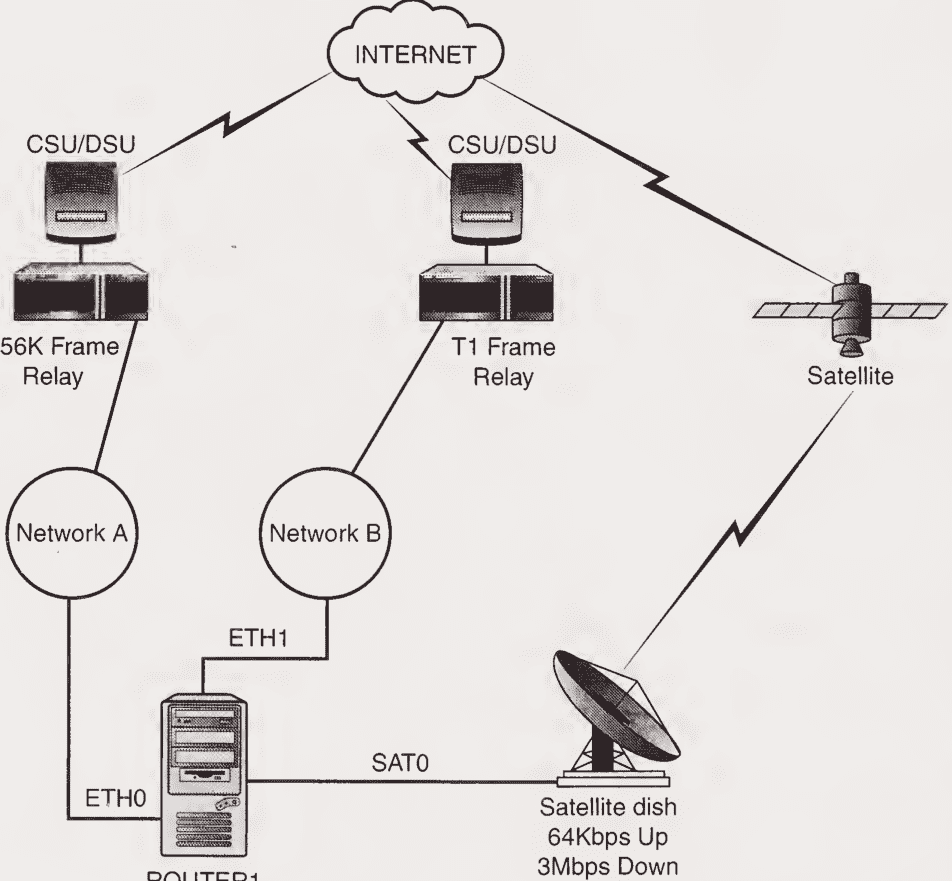 INTERNET
CSU/DSU
CSU/DSU
56K Frame
Relay
T1 Frame
Relay
Satellite
Network A
Network B
ETH1
SAT0
ETH0
Satellite dish
64Kbps Up
3Mbps Down
ROUTER1